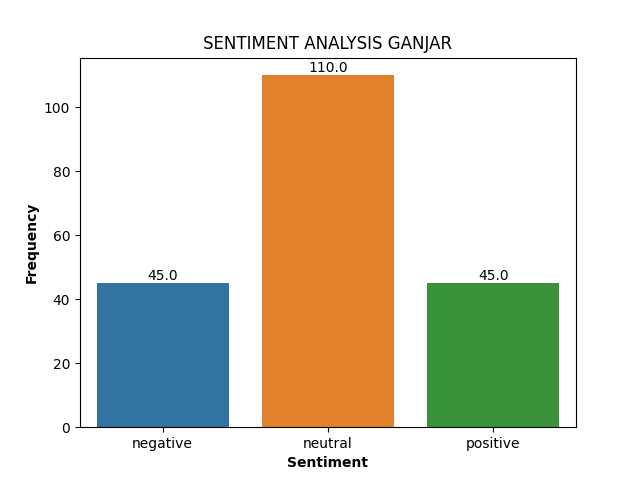 SENTIMENT ANALYSIS GANJAR
110.0
100
80
60
45.0
45.0
40
20
0
Frequency
negative
neutral
positive
Sentiment